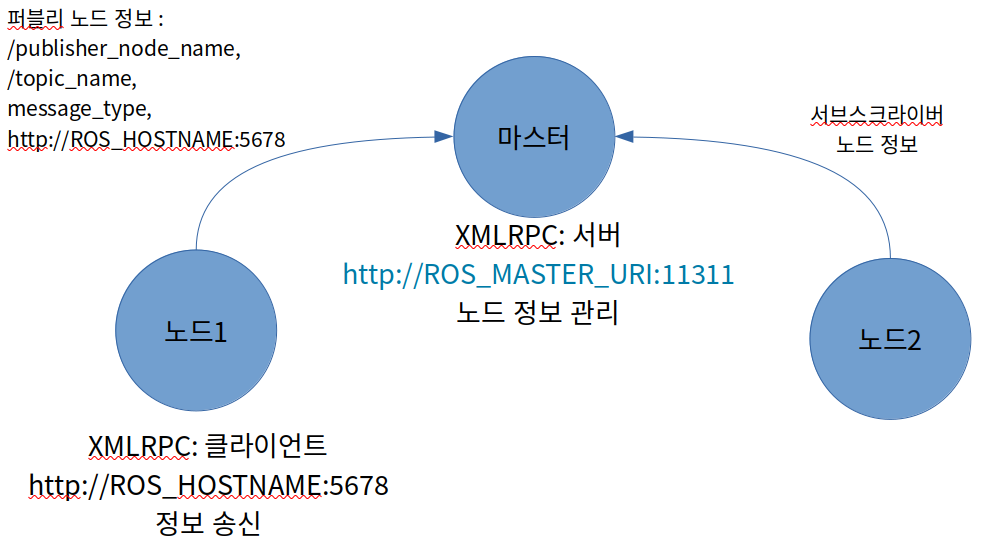 퍼블리 노드 정보 :
/publisher_node_name,
/topic_name,
message_type,
http://ROS_HOSTNAME:5678
마스터
서브스크라이버
노드 정보
XMLRPC: 서버
http://ROS_MASTER_URI:11311
노드 정보 관리
노드1
노드2
XMLRPC: 클라이언트
http://ROS_HOSTNAME:5678
정보 송신